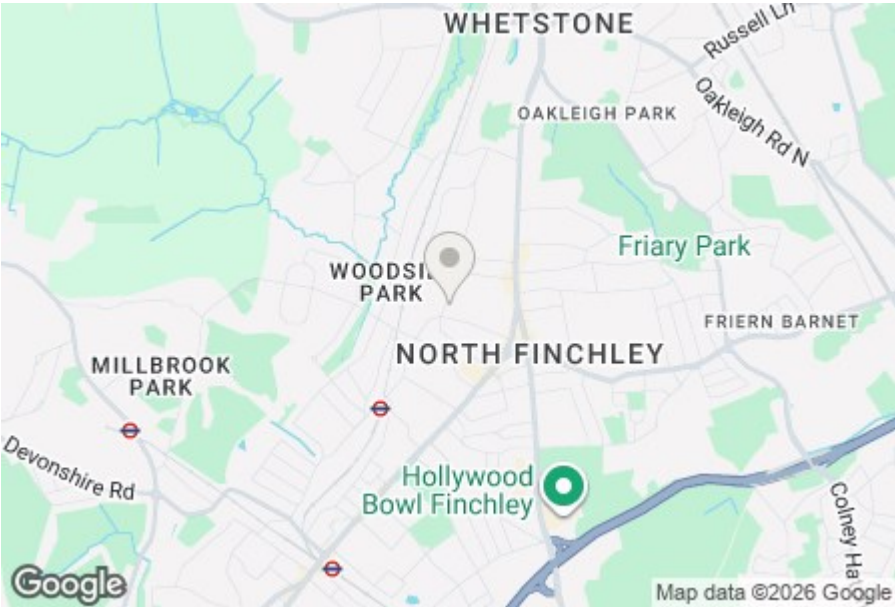 WHETSTONE
Russell Ln
OAKLEIGH PARK
Oakleigh Rd N
Friary Park
PARK
FRIERN BARNET
NORTH FINCHLEY
MILLBROOK
PARK
Devonshire Rd
Hollywood
Bowl Finchley
Colney Ha
Google
Map data ©2026 Google